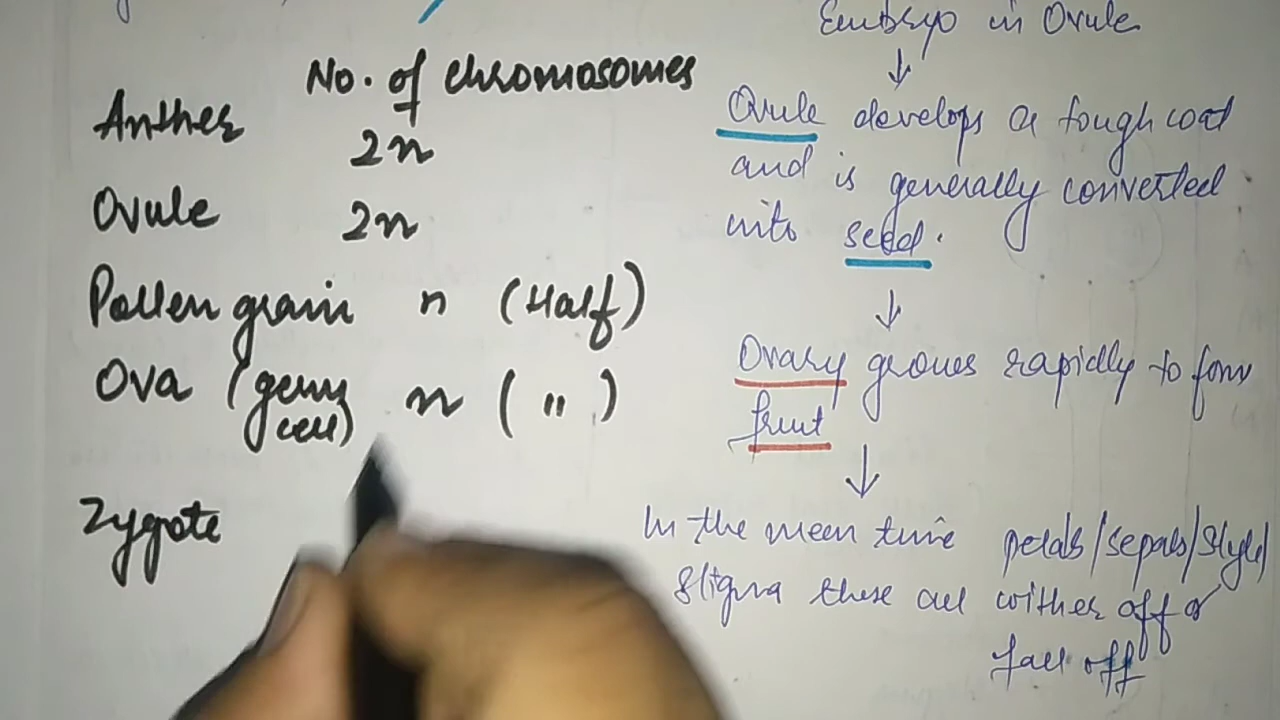 No. of chromosomes
Anther
2n
Ovule 2n
Pollen grain n (Half)
Ova (germ cell) n ( " )
Zygote
Embryo in Ovule
↓
Ovule develops a tough coat
and is generally converted
into seed.
↓
Ovary grows rapidly to form
fruit
↓
In the mean time petals/sepals/style/
stigma these all wither off or
fall off